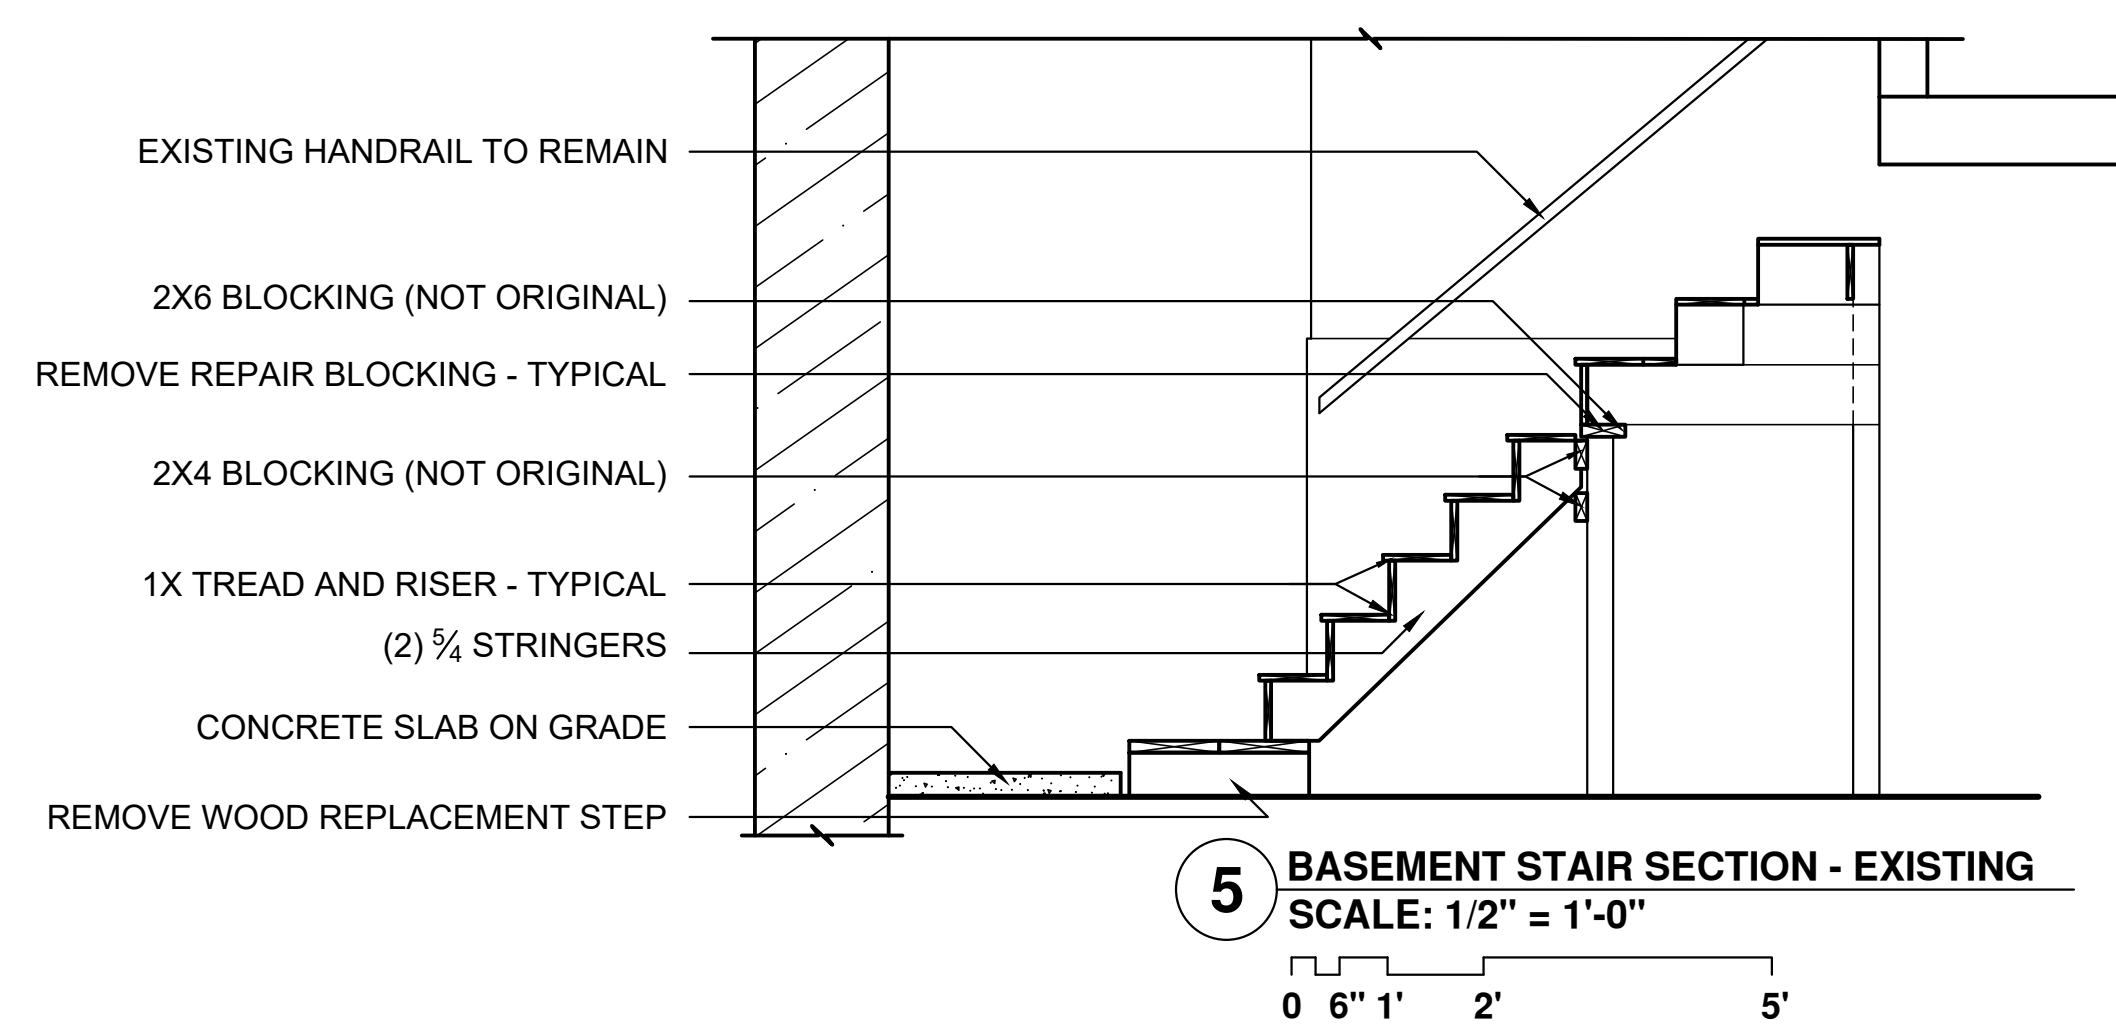 EXISTING HANDRAIL TO REMAIN
2X6 BLOCKING (NOT ORIGINAL)
REMOVE REPAIR BLOCKING - TYPICAL
2X4 BLOCKING (NOT ORIGINAL)
1X TREAD AND RISER - TYPICAL
(2) 5/4 STRINGERS
CONCRETE SLAB ON GRADE
REMOVE WOOD REPLACEMENT STEP
5 BASEMENT STAIR SECTION - EXISTING
SCALE: 1/2" = 1'-0"
0 6" 1' 2' 5'